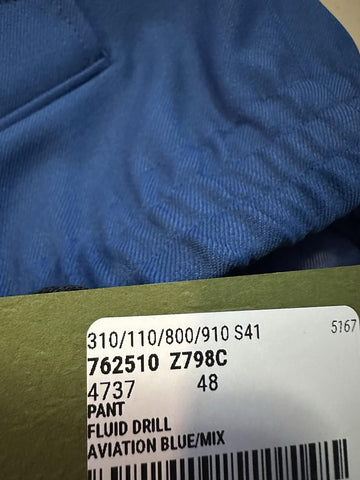 310/110/800/910 S41 5167
762510 Z798C
4737 48
PANT
FLUID DRILL
AVIATION BLUE/MIX